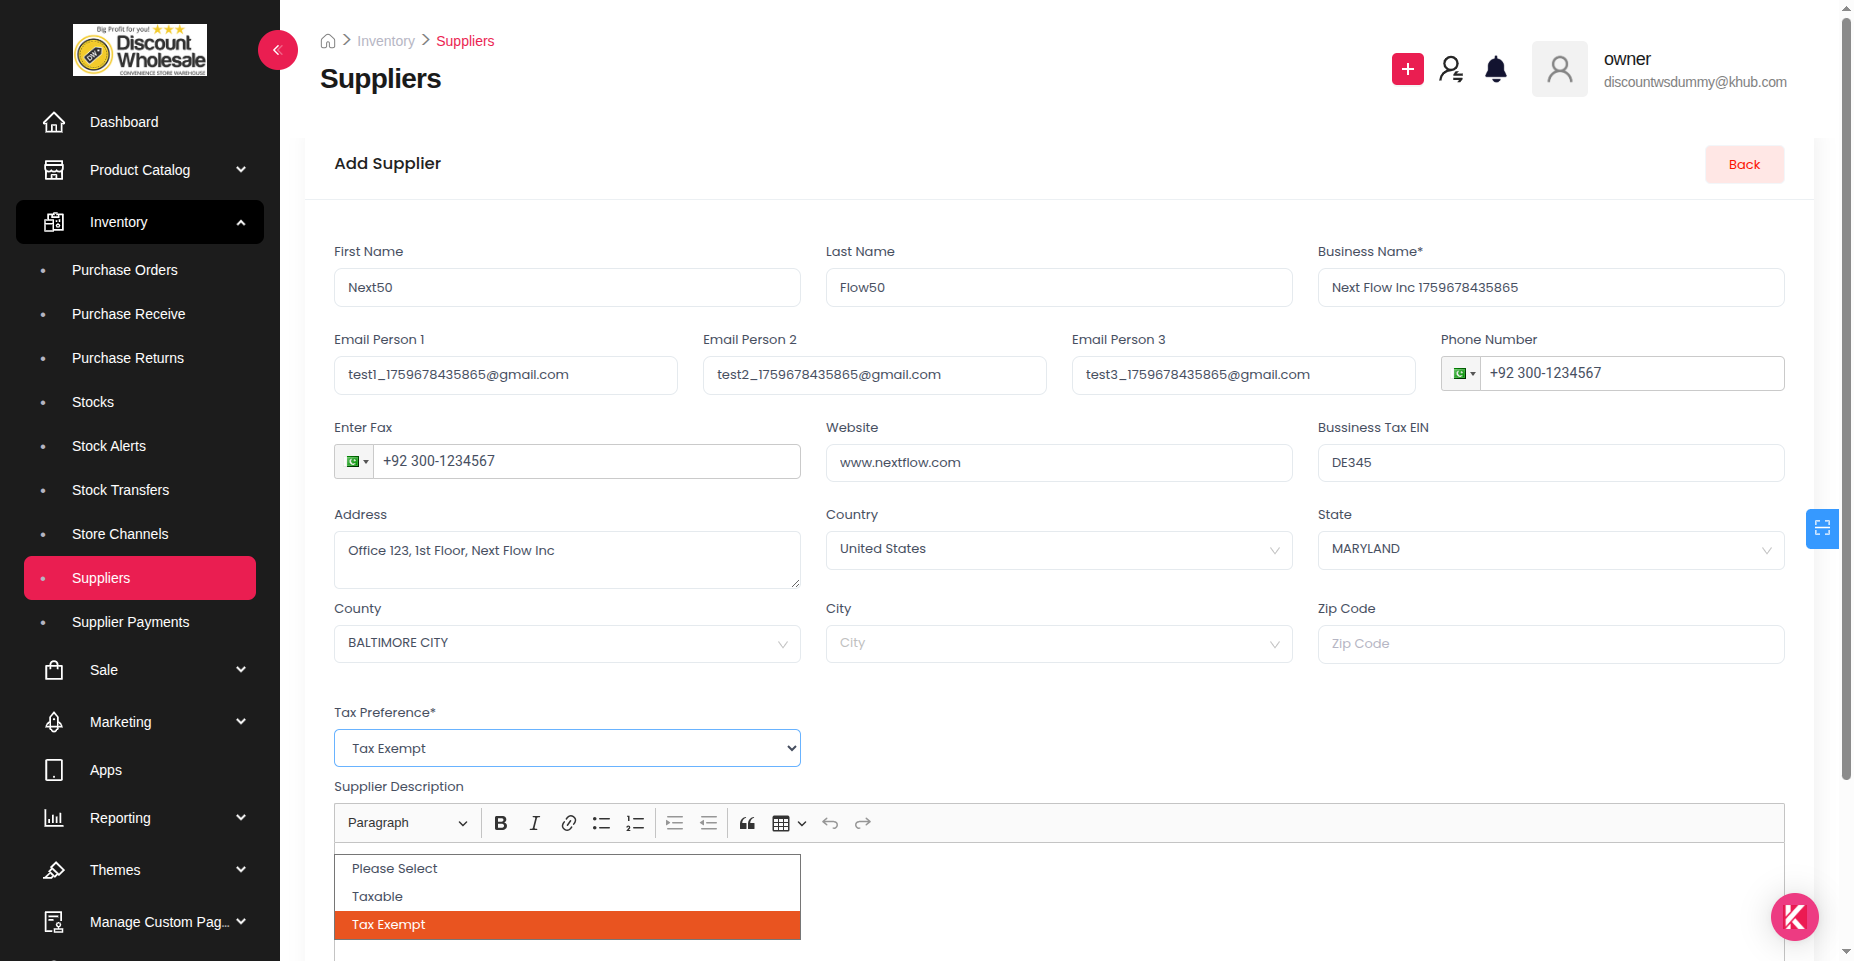 Big Profit for you!
Discount
Wholesale
CONVENIENCE STORE WAREHOUSE
DW
Dashboard
Product Catalog
Inventory
Purchase Orders
Purchase Receive
Purchase Returns
Stocks
Stock Alerts
Stock Transfers
Store Channels
Suppliers
Supplier Payments
Sale
Marketing
Apps
Reporting
Themes
Manage Custom Pag...
Inventory Suppliers
Suppliers
owner
discountwsdummy@khub.com
Add Supplier
Back
First Name Last Name Business Name*
Next50 Flow50 Next Flow Inc 1759678435865
Email Person 1 Email Person 2 Email Person 3 Phone Number
test1_1759678435865@gmail.com test2_1759678435865@gmail.com test3_1759678435865@gmail.com +92 300-1234567
Enter Fax Website Bussiness Tax EIN
+92 300-1234567 www.nextflow.com DE345
Address Country State
Office 123, 1st Floor, Next Flow Inc United States MARYLAND
County City Zip Code
BALTIMORE CITY City Zip Code
Tax Preference*
Tax Exempt
Supplier Description
Paragraph
Please Select
Taxable
Tax Exempt
K